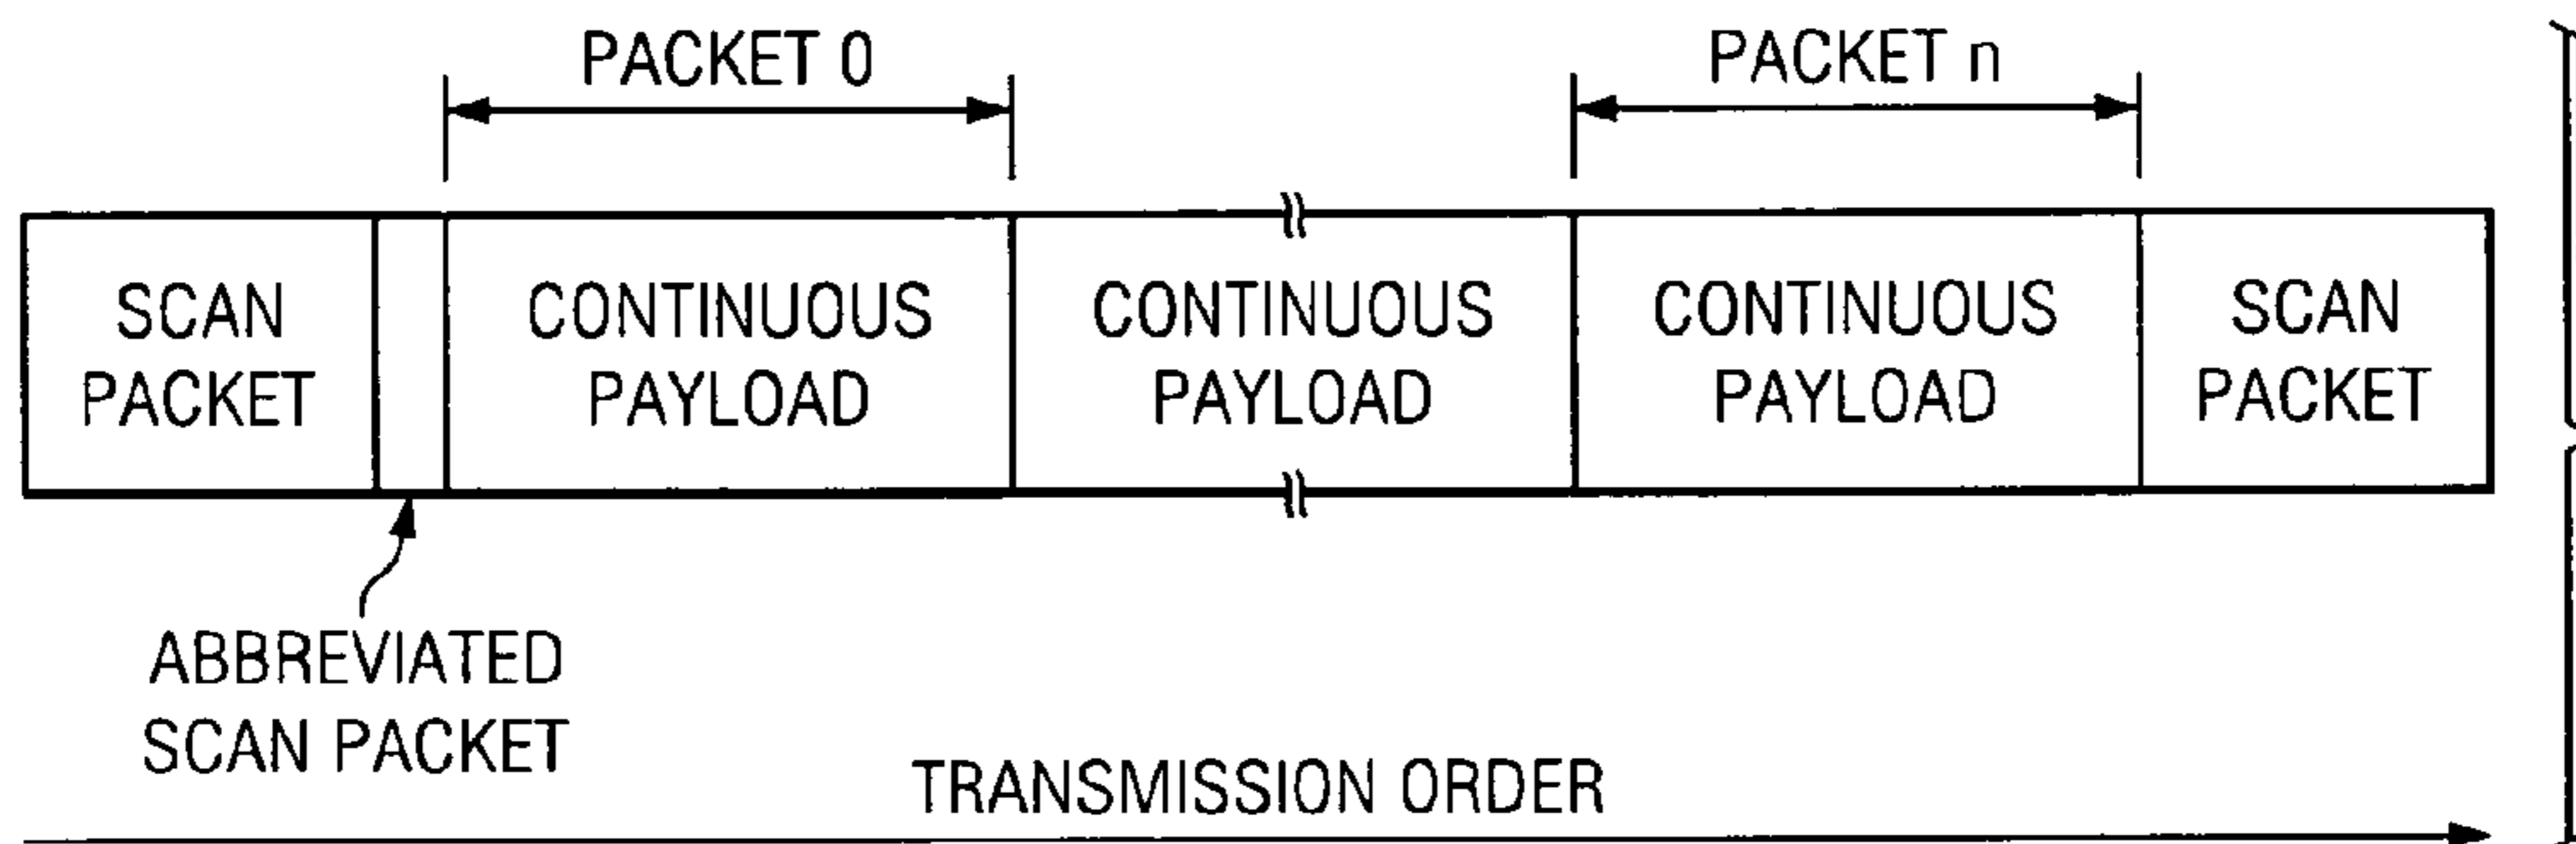 PACKET 0
PACKET n
SCAN
PACKET
CONTINUOUS
PAYLOAD
CONTINUOUS
PAYLOAD
CONTINUOUS
PAYLOAD
SCAN
PACKET
ABBREVIATED
SCAN PACKET
TRANSMISSION ORDER